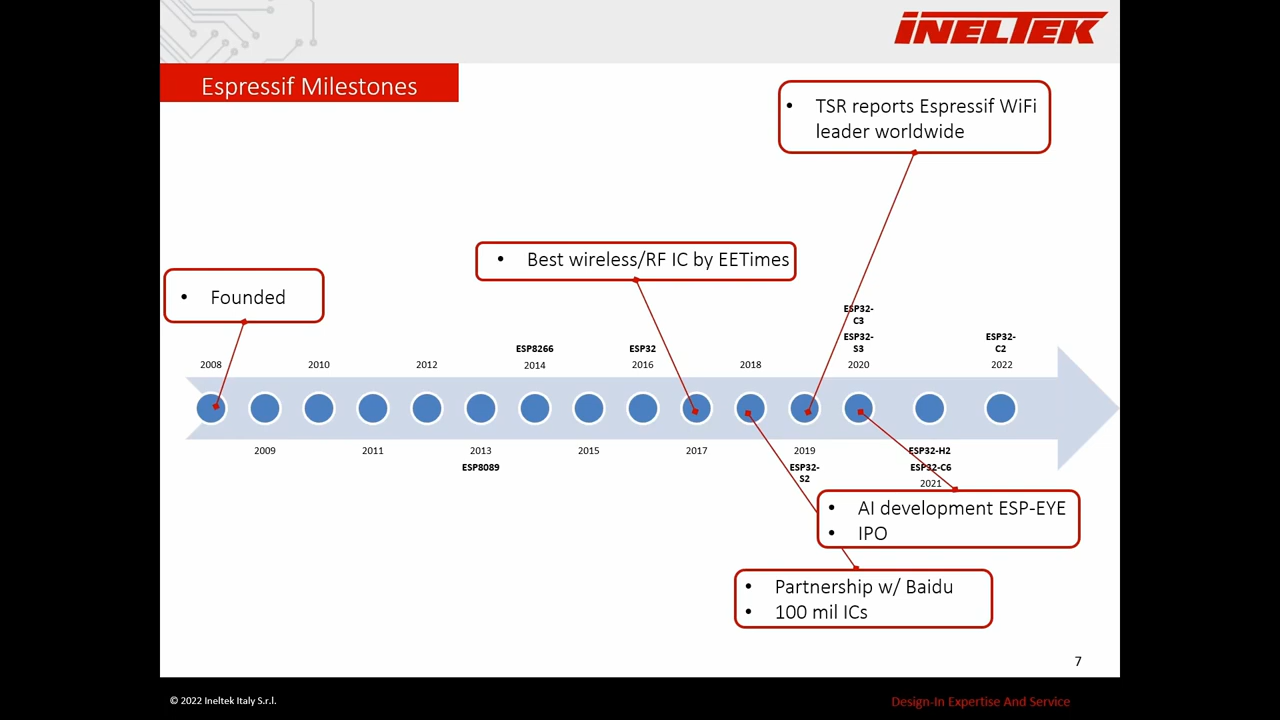 iNELTEK
Espressif Milestones
• TSR reports Espressif WiFi
leader worldwide
• Best wireless/RF IC by EETimes
• Founded
ESP32-
C3
ESP8266
ESP32
ESP32-
S3
ESP32-
C2
2008
2010
2012
2014
2016
2018
2020
2022
2009
2011
2013
2015
2017
2019
ESP32-H2
ESP8089
ESP32-
S2
ESP32-C6
2021
• AI development ESP-EYE
• IPO
• Partnership w/ Baidu
• 100 mil ICs
7
© 2022 Ineltek Italy S.r.l.
Design-In Expertise And Service